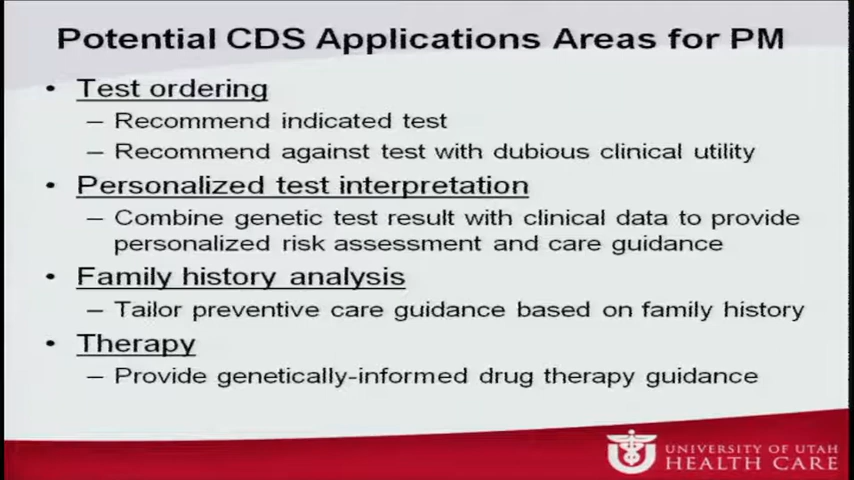 Potential CDS Applications Areas for PM
• Test ordering
– Recommend indicated test
– Recommend against test with dubious clinical utility
• Personalized test interpretation
– Combine genetic test result with clinical data to provide
personalized risk assessment and care guidance
• Family history analysis
– Tailor preventive care guidance based on family history
• Therapy
– Provide genetically-informed drug therapy guidance
UNIVERSITY OF UTAH
HEALTH CARE